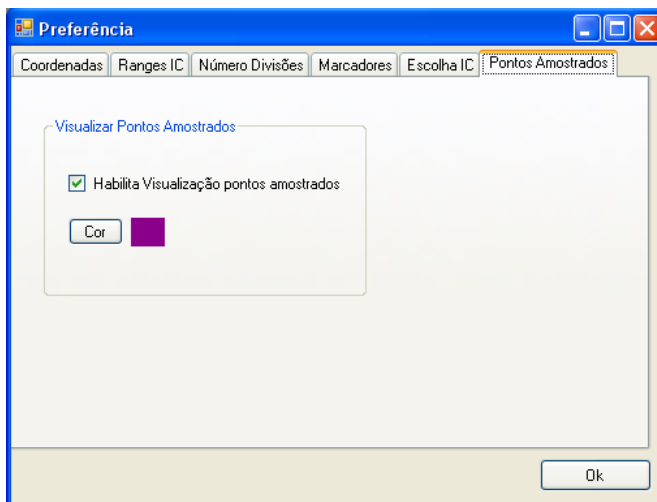 Preferência
Coordenadas Ranges IC Número Divisões Marcadores Escolha IC Pontos Amostrados
Visualizar Pontos Amostrados
Habilita Visualização pontos amostrados
Cor
Ok